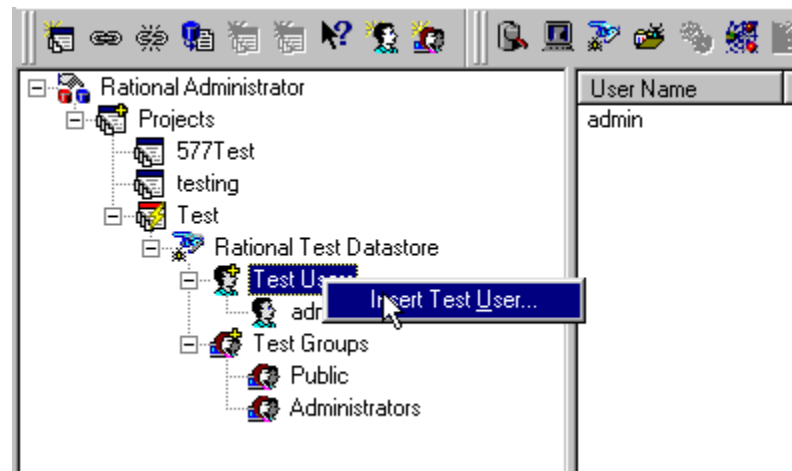 Rational Administrator
Projects
577Test
testing
Test
Rational Test Datastore
Test
Insert Test User...
Test Groups
Public
Administrators
User Name
admin